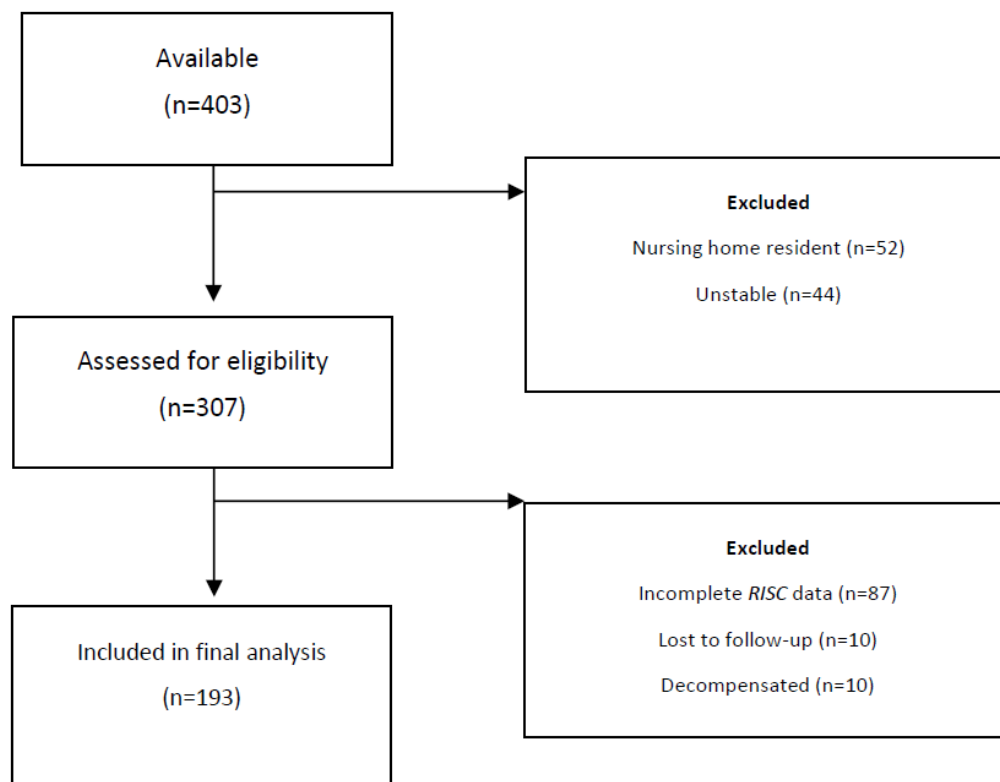 Available
(n=403)
Excluded
Nursing home resident (n=52)
Unstable (n=44)
Assessed for eligibility
(n=307)
Excluded
Incomplete RISC data (n=87)
Lost to follow-up (n=10)
Decompensated (n=10)
Included in final analysis
(n=193)